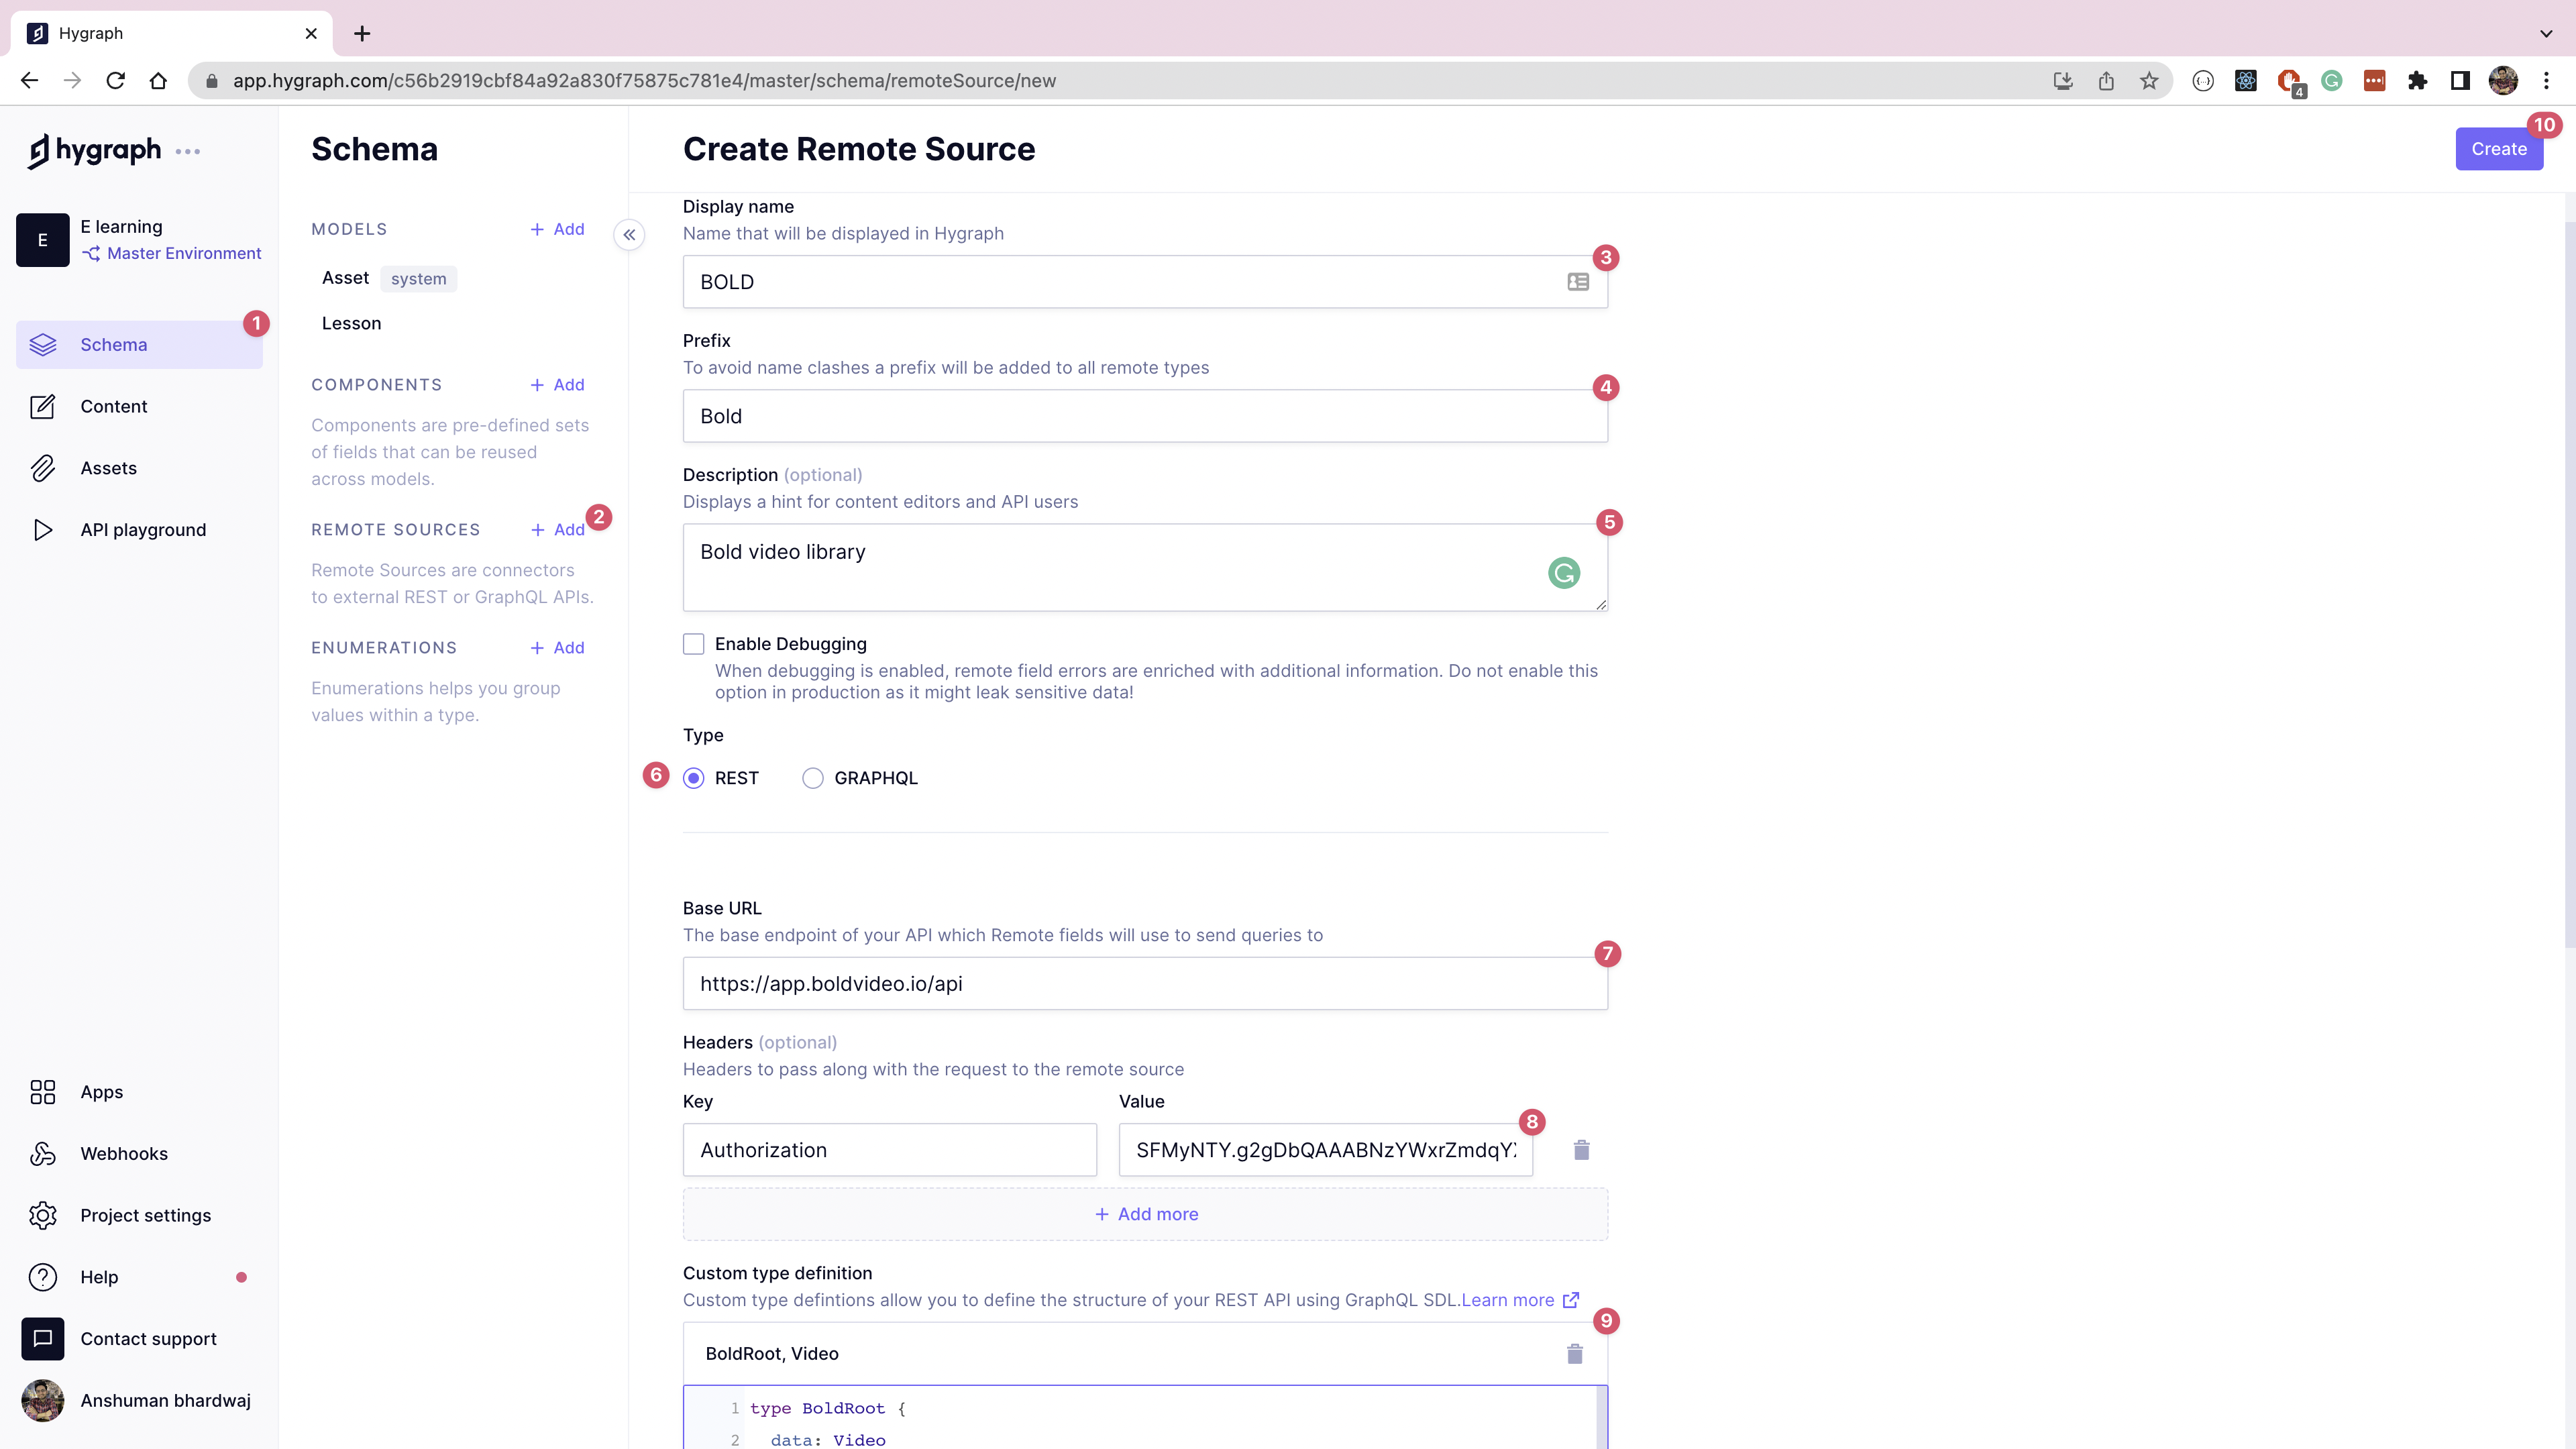 Hygraph
app.hygraph.com/c56b2919cbf84a92a830f75875c781e4/master/schema/remoteSource/new
4
hygraph
E
E learning
Master Environment
1
Schema
Content
Assets
API playground
Apps
Webhooks
Project settings
Help
Contact support
Anshuman bhardwaj
Schema
MODELS
+ Add
Asset system
Lesson
COMPONENTS
+ Add
Components are pre-defined sets
of fields that can be reused
across models.
REMOTE SOURCES
+ Add
2
Remote Sources are connectors
to external REST or GraphQL APIs.
ENUMERATIONS
+ Add
Enumerations helps you group
values within a type.
Create Remote Source
Create
10
Display name
Name that will be displayed in Hygraph
3
BOLD
Prefix
To avoid name clashes a prefix will be added to all remote types
4
Bold
Description (optional)
Displays a hint for content editors and API users
5
Bold video library
Enable Debugging
When debugging is enabled, remote field errors are enriched with additional information. Do not enable this
option in production as it might leak sensitive data!
Type
6
REST
GRAPHQL
Base URL
The base endpoint of your API which Remote fields will use to send queries to
7
https://app.boldvideo.io/api
Headers (optional)
Headers to pass along with the request to the remote source
Key
Value
8
Authorization
SFMyNTY.g2gDbQAAABNzYWxrZmdqY
+ Add more
Custom type definition
Custom type defintions allow you to define the structure of your REST API using GraphQL SDL.Learn more
9
BoldRoot, Video
1 type BoldRoot {
2 data: Video